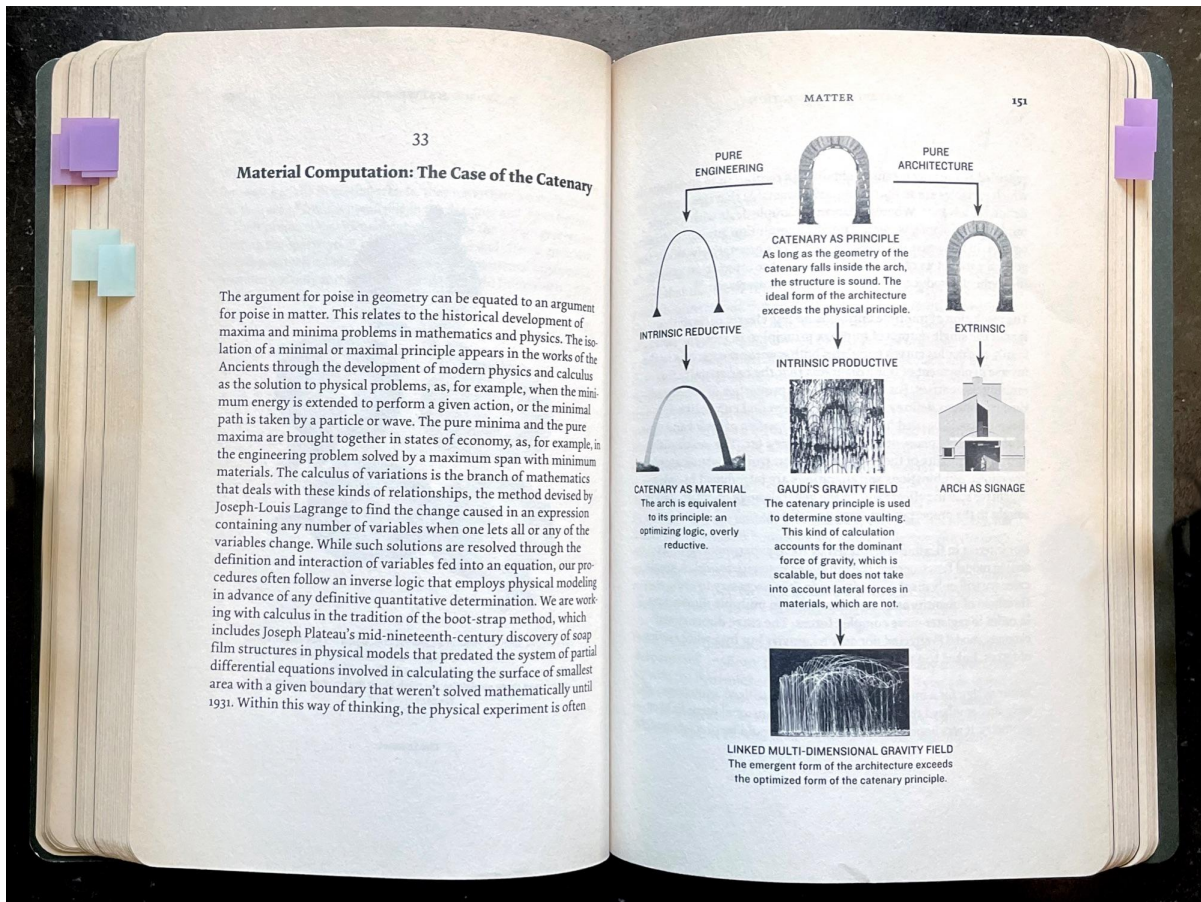 33
Material Computation: The Case of the Catenary
The argument for poise in geometry can be equated to an argument
for poise in matter. This relates to the historical development of
maxima and minima problems in mathematics and physics. The iso-
lation of a minimal or maximal principle appears in the works of the
Ancients through the development of modern physics and calculus
as the solution to physical problems, as, for example, when the mini-
mum energy is extended to perform a given action, or the minimal
path is taken by a particle or wave. The pure minima and the pure
maxima are brought together in states of economy, as, for example, in
the engineering problem solved by a maximum span with minimum
materials. The calculus of variations is the branch of mathematics
that deals with these kinds of relationships, the method devised by
Joseph-Louis Lagrange to find the change caused in an expression
containing any number of variables when one lets all or any of the
variables change. While such solutions are resolved through the
definition and interaction of variables fed into an equation, our pro-
cedures often follow an inverse logic that employs physical modeling
in advance of any definitive quantitative determination. We are work-
ing with calculus in the tradition of the boot-strap method, which
includes Joseph Plateau's mid-nineteenth-century discovery of soap
film structures in physical models that predated the system of partial
differential equations involved in calculating the surface of smallest
area with a given boundary that weren't solved mathematically until
1931. Within this way of thinking, the physical experiment is often
MATTER
151
PURE
ENGINEERING
PURE
ARCHITECTURE
CATENARY AS PRINCIPLE
As long as the geometry of the
catenary falls inside the arch,
the structure is sound. The
ideal form of the architecture
exceeds the physical principle.
INTRINSIC REDUCTIVE
EXTRINSIC
INTRINSIC PRODUCTIVE
CATENARY AS MATERIAL
The arch is equivalent
to its principle: an
optimizing logic, overly
reductive.
GAUDÍ'S GRAVITY FIELD
The catenary principle is used
to determine stone vaulting.
This kind of calculation
accounts for the dominant
force of gravity, which is
scalable, but does not take
into account lateral forces in
materials, which are not.
ARCH AS SIGNAGE
LINKED MULTI-DIMENSIONAL GRAVITY FIELD
The emergent form of the architecture exceeds
the optimized form of the catenary principle.